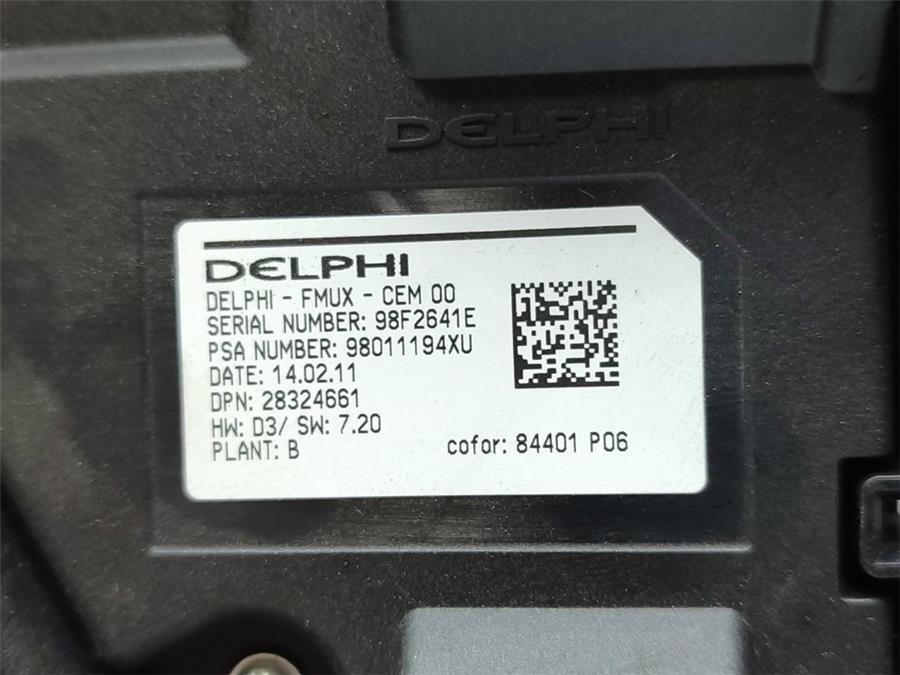 DELPHI
DELPHI
DELPHI - FMUX - CEM 00
SERIAL NUMBER: 98F2641E
PSA NUMBER: 98011194XU
DATE: 14.02.11
DPN: 28324661
HW: D3/ SW: 7.20
PLANT: B
cofor: 84401 P06